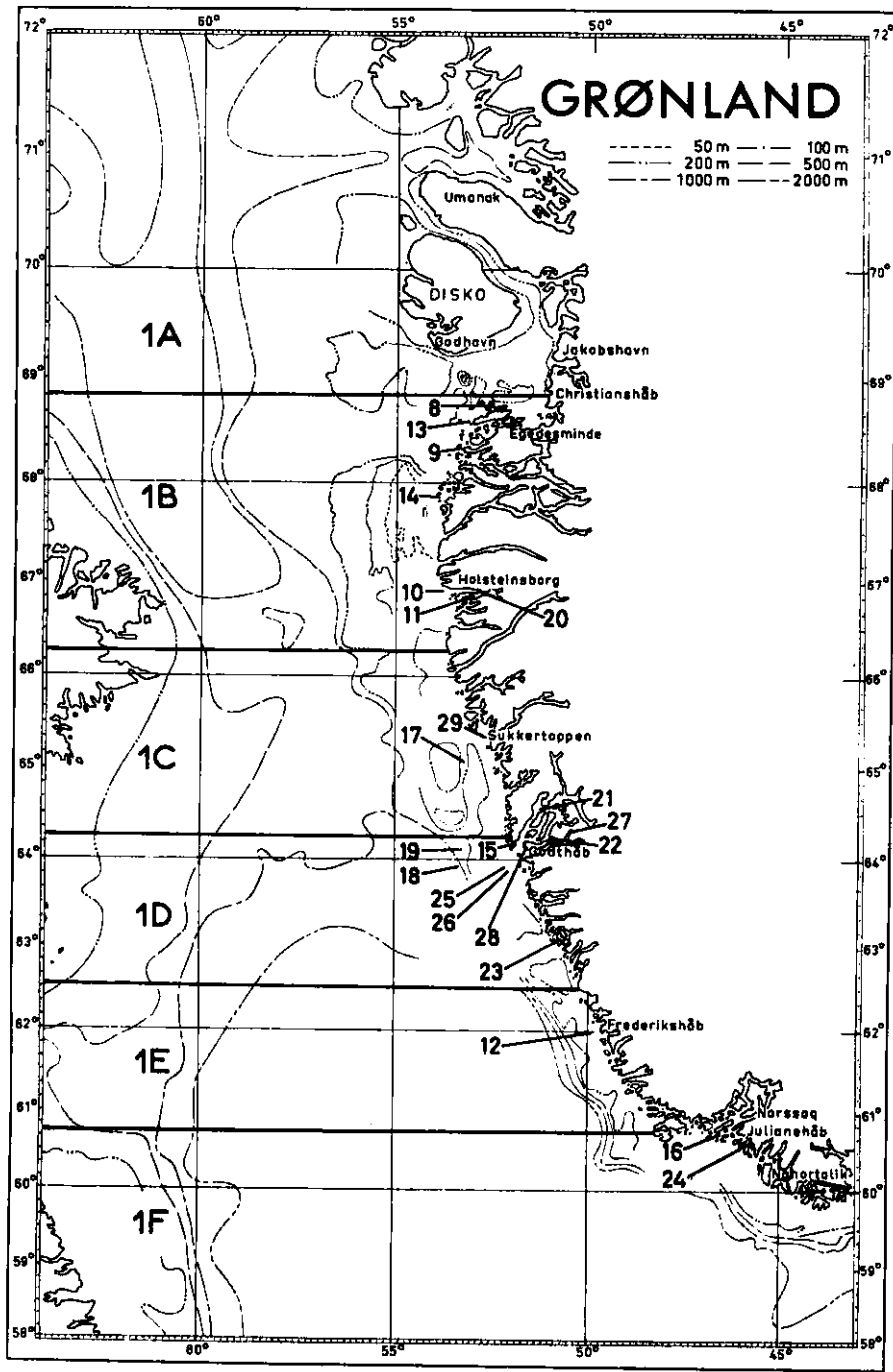 60° 55° 50° 45°
72° 72°
GRØNLAND
50 m 100 m
200 m 500 m
1000 m 2000 m
71° 71°
Umanak
70° 70°
DISKO
1A
Godhavn
Jakobshavn
69° 69°
Christianshåb
8
13
Egedesminde
9
1B
68° 68°
14
67° 67°
Holsteinsborg
10
11
20
66° 66°
29
Sukkertoppen
17
65° 65°
1C
21
27
19 15 22
Godthåb
64° 64°
18
25
26
1D
28
63° 63°
23
62° 62°
Frederikshåb
12
1E
61° 61°
Narssaq
Julianehåb
16
24
Nanortalik
60° 60°
1F
59° 59°
58° 58°
60° 55° 50° 45°